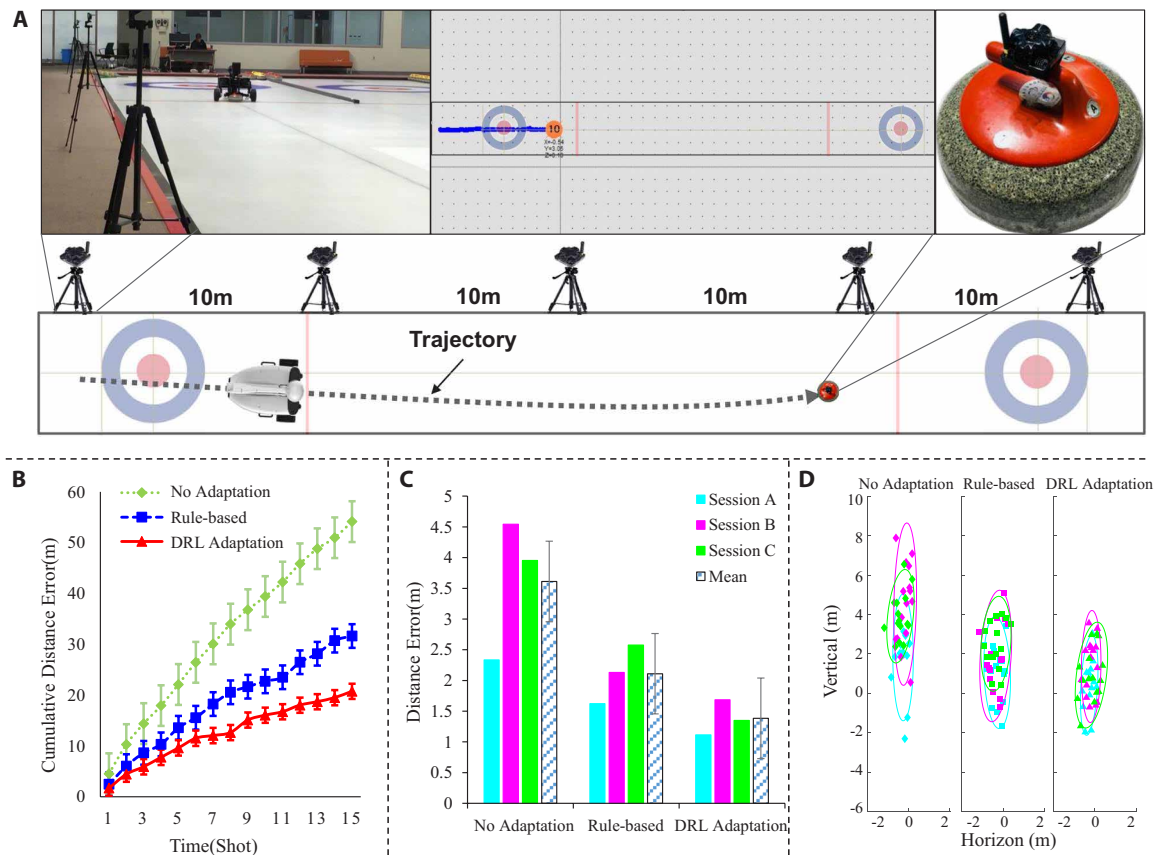 A
10
X=-0.54
Y=3.05
10m
10m
10m
10m
Trajectory
B
Cumulative Distance Error(m)
60
50
40
30
20
10
0
No Adaptation
Rule-based
DRL Adaptation
1 3 5 7 9 11 13 15
Time(Shot)
C
Distance Error(m)
5
4.5
4
3.5
3
2.5
2
1.5
1
0.5
0
Session A
Session B
Session C
Mean
No Adaptation Rule-based DRL Adaptation
D
No Adaptation Rule-based DRL Adaptation
Vertical (m)
10
8
6
4
2
0
-2
-4
-6
-2 0 2 -2 0 2 -2 0 2
Horizon (m)